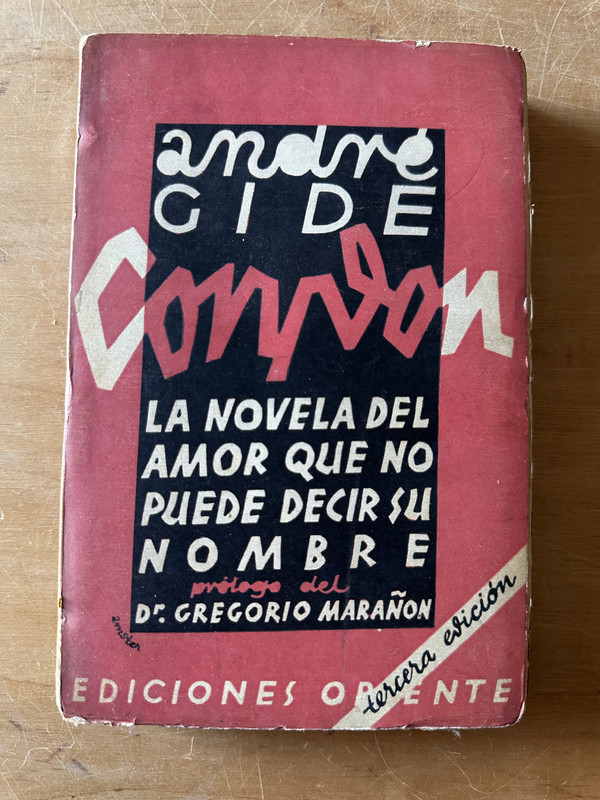 andré
GIDE
Corydon
LA NOVELA DEL
AMOR QUE NO
PUEDE DECIR SU
NOMBRE
prólogo del
Dr. GREGORIO MARAÑON
amster
tercera edición
EDICIONES ORIENTE